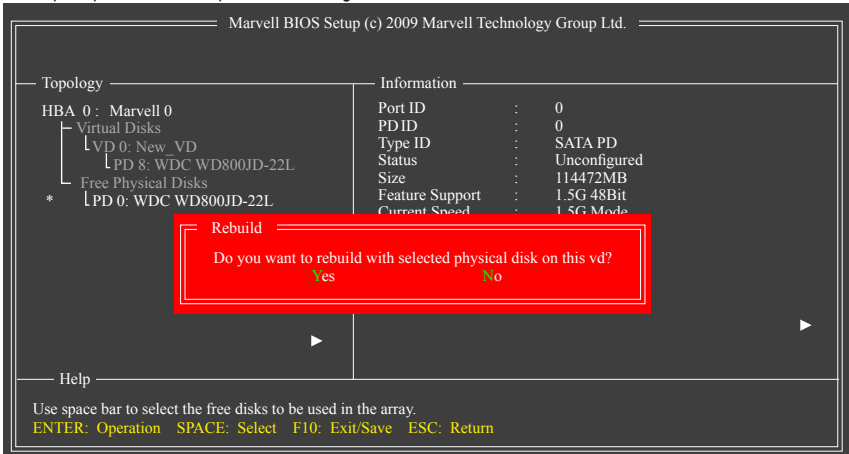 Marvell BIOS Setup (c) 2009 Marvell Technology Group Ltd.
Topology
HBA 0 : Marvell 0
Virtual Disks
VD 0: New_VD
PD 8: WDC WD800JD-22L
Free Physical Disks
* PD 0: WDC WD800JD-22L
Information
Port ID : 0
PD ID : 0
Type ID : SATA PD
Status : Unconfigured
Size : 114472MB
Feature Support : 1.5G 48Bit
Current Speed : 1.5G Mode
Rebuild
Do you want to rebuild with selected physical disk on this vd?
Yes No
Help
Use space bar to select the free disks to be used in the array.
ENTER: Operation SPACE: Select F10: Exit/Save ESC: Return